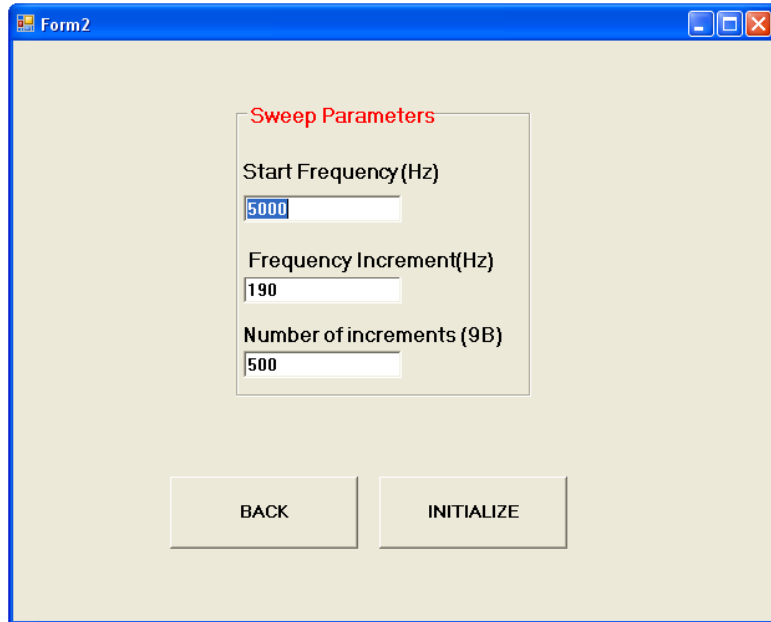 Form2
Sweep Parameters
Start Frequency(Hz)
5000
Frequency Increment(Hz)
190
Number of increments (9B)
500
BACK
INITIALIZE